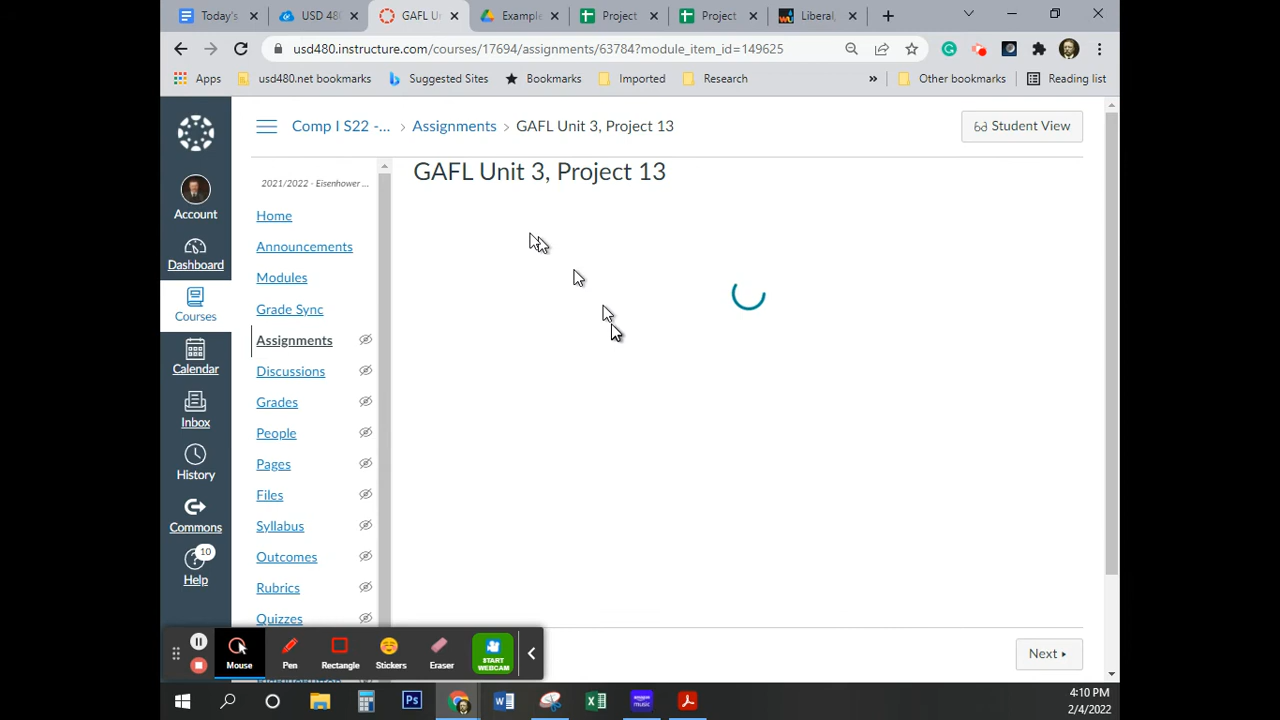 Today's
USD 480
GAFL U
Example
Project
Project
Liberal,
usd480.instructure.com/courses/17694/assignments/63784?module_item_id=149625
Apps
usd480.net bookmarks
Suggested Sites
Bookmarks
Imported
Research
»
Other bookmarks
Reading list
Comp I S22 -... > Assignments > GAFL Unit 3, Project 13
Student View
2021/2022 - Eisenhower ...
GAFL Unit 3, Project 13
Account
Dashboard
Courses
Calendar
Inbox
History
Commons
10
Help
Home
Announcements
Modules
Grade Sync
Assignments
Discussions
Grades
People
Pages
Files
Syllabus
Outcomes
Rubrics
Quizzes
Mouse
Pen
Rectangle
Stickers
Eraser
START
WEBCAM
Next
Ps
W
X
amazon
music
4:10 PM
2/4/2022